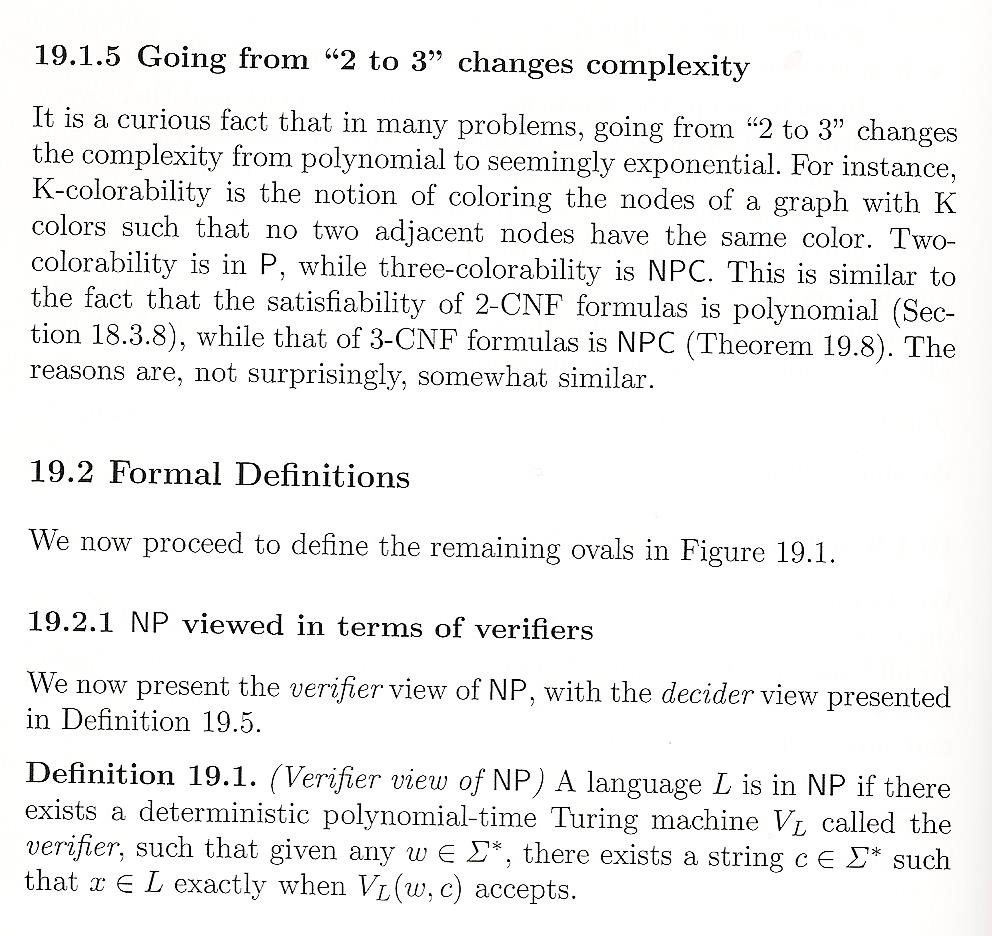 19.1.5 Going from “2 to 3” changes complexity
It is a curious fact that in many problems, going from “2 to 3” changes
the complexity from polynomial to seemingly exponential. For instance,
K-colorability is the notion of coloring the nodes of a graph with K
colors such that no two adjacent nodes have the same color. Two-
colorability is in P, while three-colorability is NPC. This is similar to
the fact that the satisfiability of 2-CNF formulas is polynomial (Sec-
tion 18.3.8), while that of 3-CNF formulas is NPC (Theorem 19.8). The
reasons are, not surprisingly, somewhat similar.
19.2 Formal Definitions
We now proceed to define the remaining ovals in Figure 19.1.
19.2.1 NP viewed in terms of verifiers
We now present the verifier view of NP, with the decider view presented
in Definition 19.5.
Definition 19.1. (Verifier view of NP) A language L is in NP if there
exists a deterministic polynomial-time Turing machine V_L called the
verifier, such that given any w ∈ Σ*, there exists a string c ∈ Σ* such
that x ∈ L exactly when V_L(w, c) accepts.